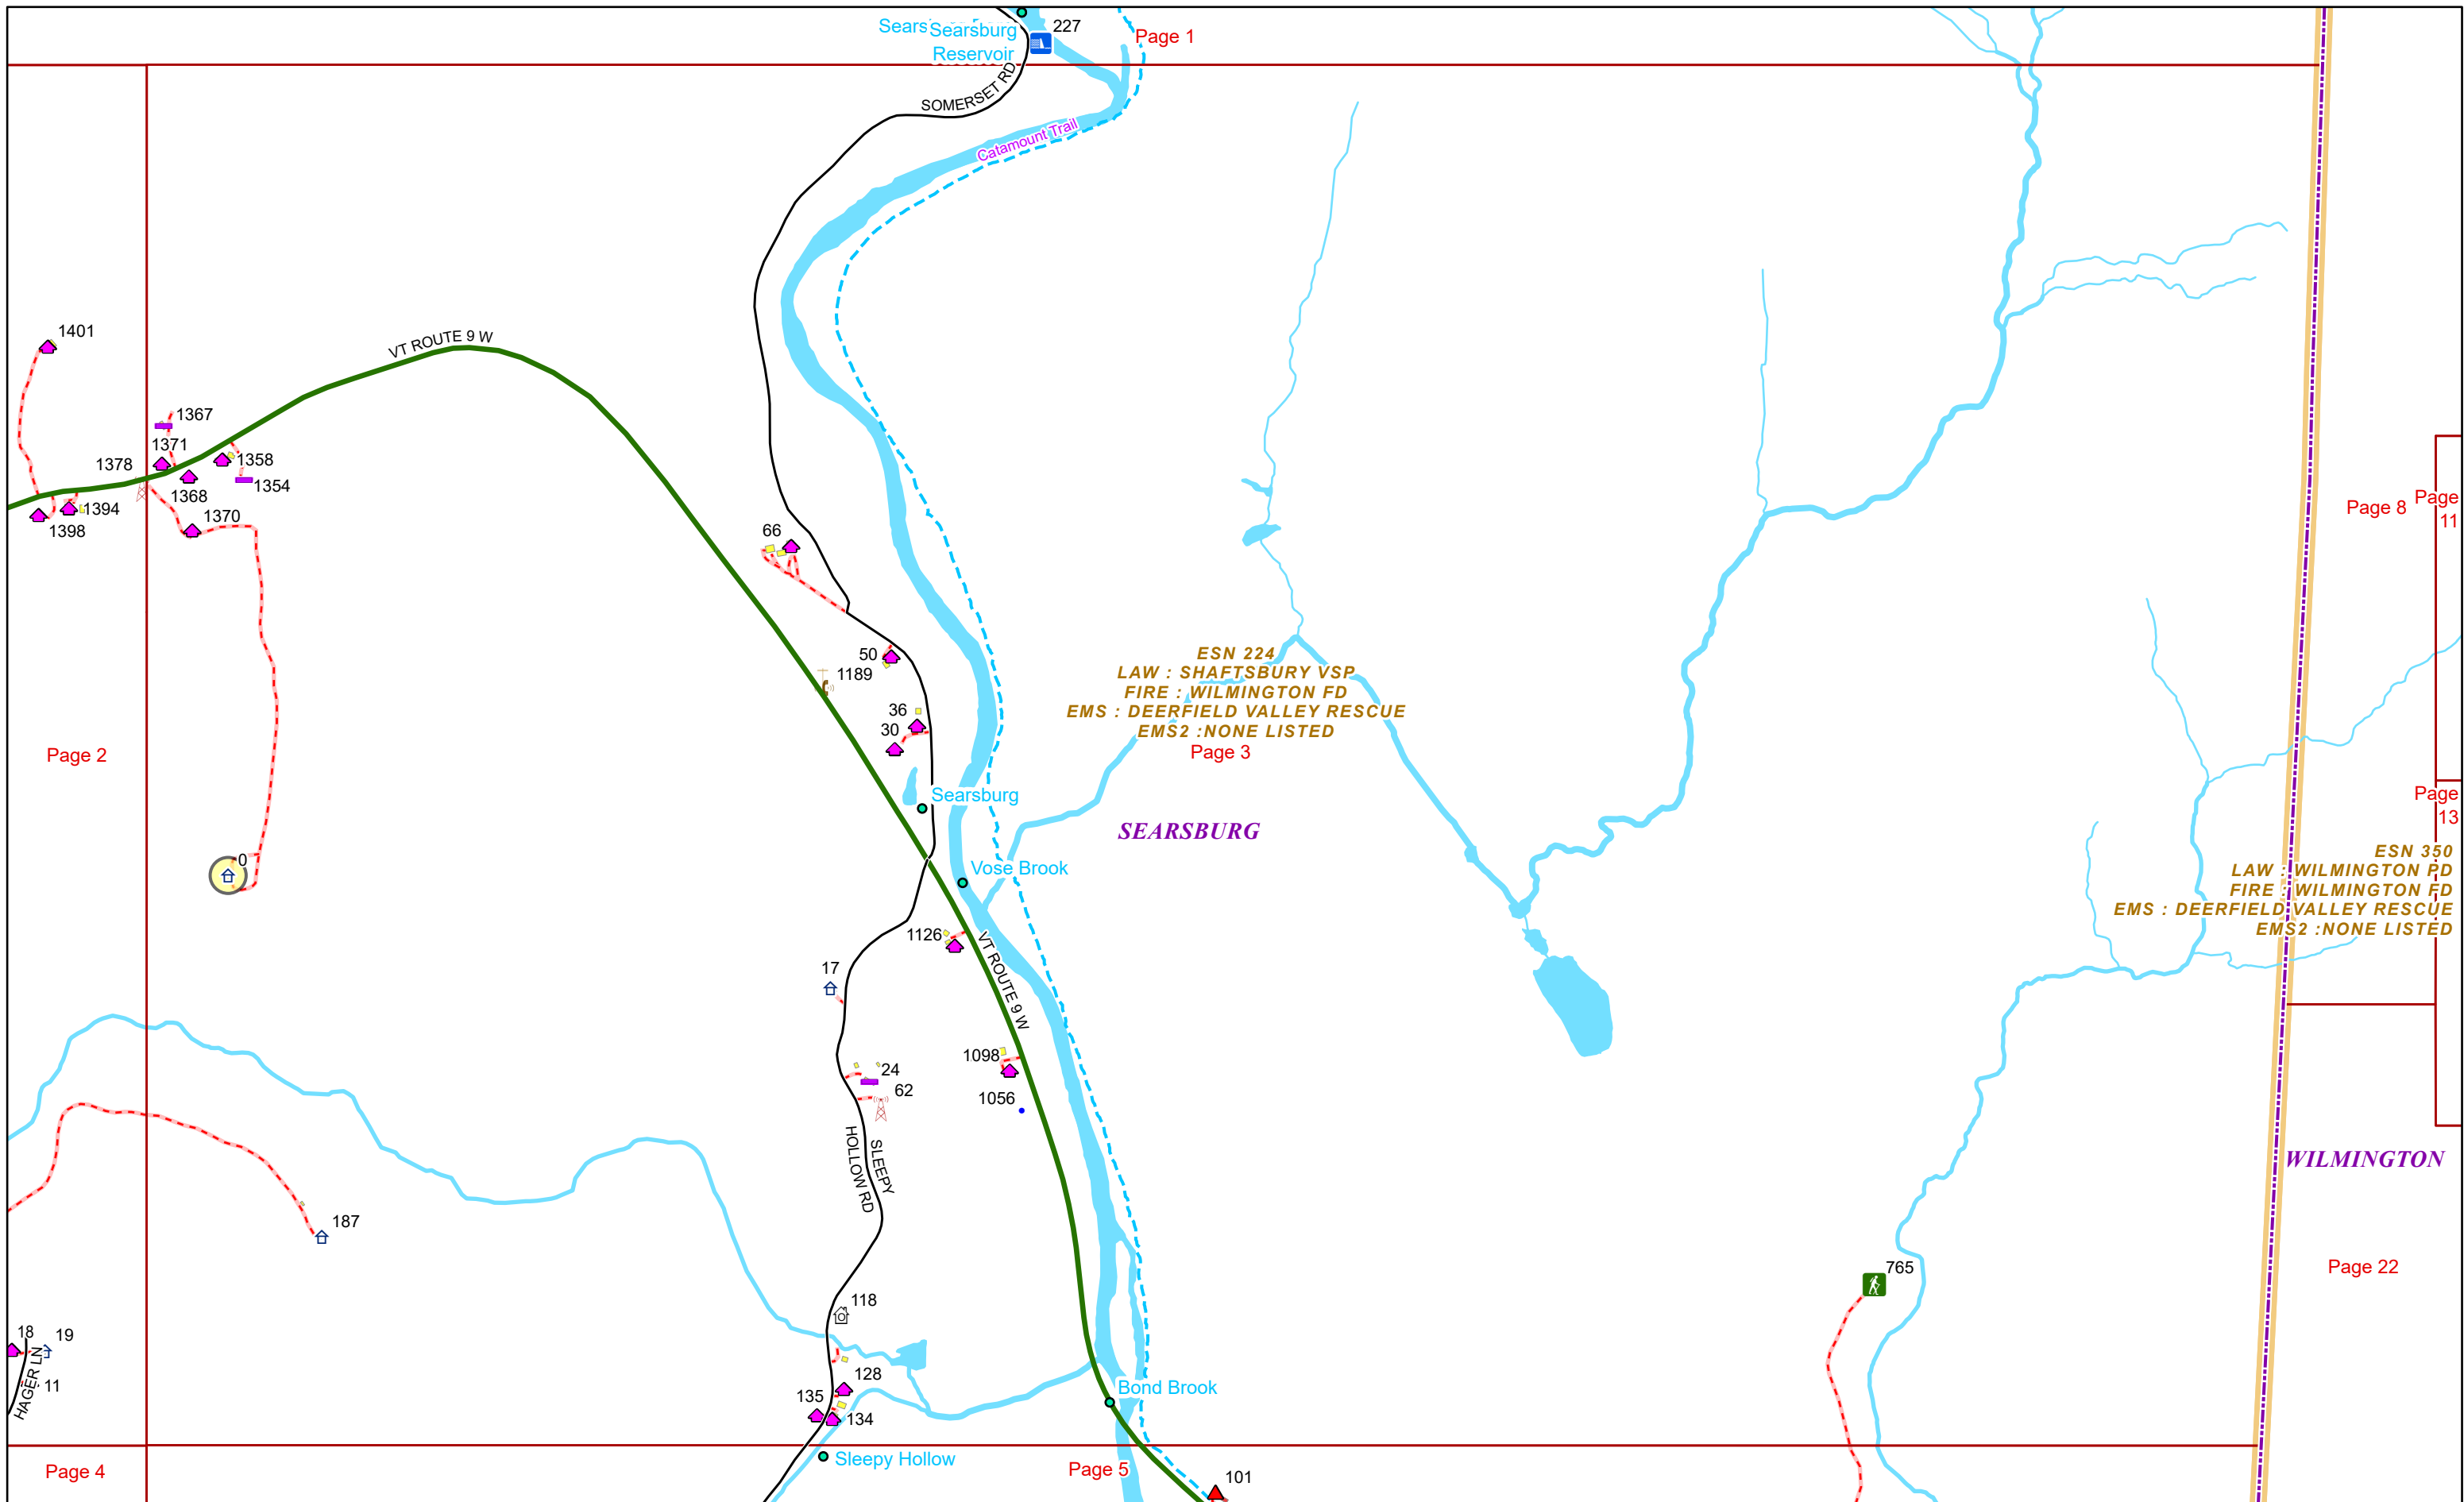 Searsburg
227
Searsburg
Reservoir
Page 1
SOMERSET RD
Catamount Trail
1401
VT ROUTE 9 W
1367
1371
1378
1358
1354
1368
1394
1398
1370
66
Page 8
Page
11
50
1189
36
30
ESN 224
LAW : SHAFTSBURY VSP
FIRE : WILMINGTON FD
EMS : DEERFIELD VALLEY RESCUE
EMS2 :NONE LISTED
Page 3
Page 2
Searsburg
SEARSBURG
Page
13
0
Vose Brook
ESN 350
LAW : WILMINGTON PD
FIRE : WILMINGTON FD
EMS : DEERFIELD VALLEY RESCUE
EMS2 :NONE LISTED
1126
VT ROUTE 9 W
17
1098
24
62
1056
SLEEPY
HOLLOW RD
WILMINGTON
187
765
Page 22
118
18
19
11
HAGER LN
128
135
134
Bond Brook
Sleepy Hollow
Page 4
Page 5
101